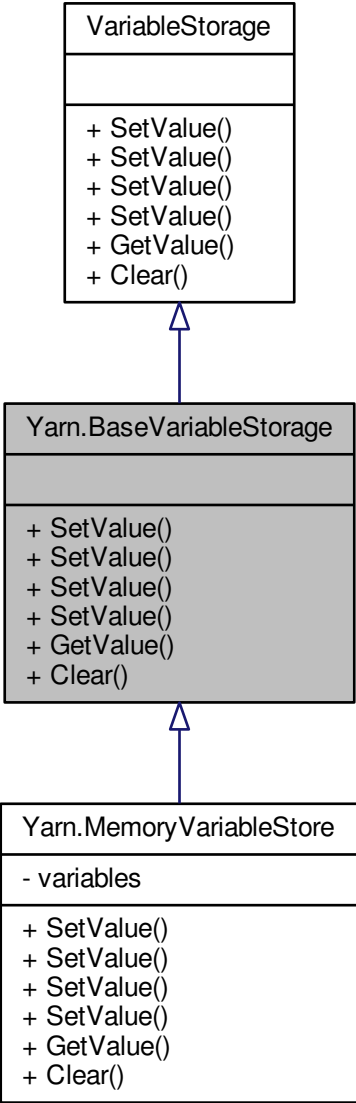 VariableStorage
+ SetValue()
+ SetValue()
+ SetValue()
+ SetValue()
+ GetValue()
+ Clear()
Yarn.BaseVariableStorage
+ SetValue()
+ SetValue()
+ SetValue()
+ SetValue()
+ GetValue()
+ Clear()
Yarn.MemoryVariableStore
- variables
+ SetValue()
+ SetValue()
+ SetValue()
+ SetValue()
+ GetValue()
+ Clear()